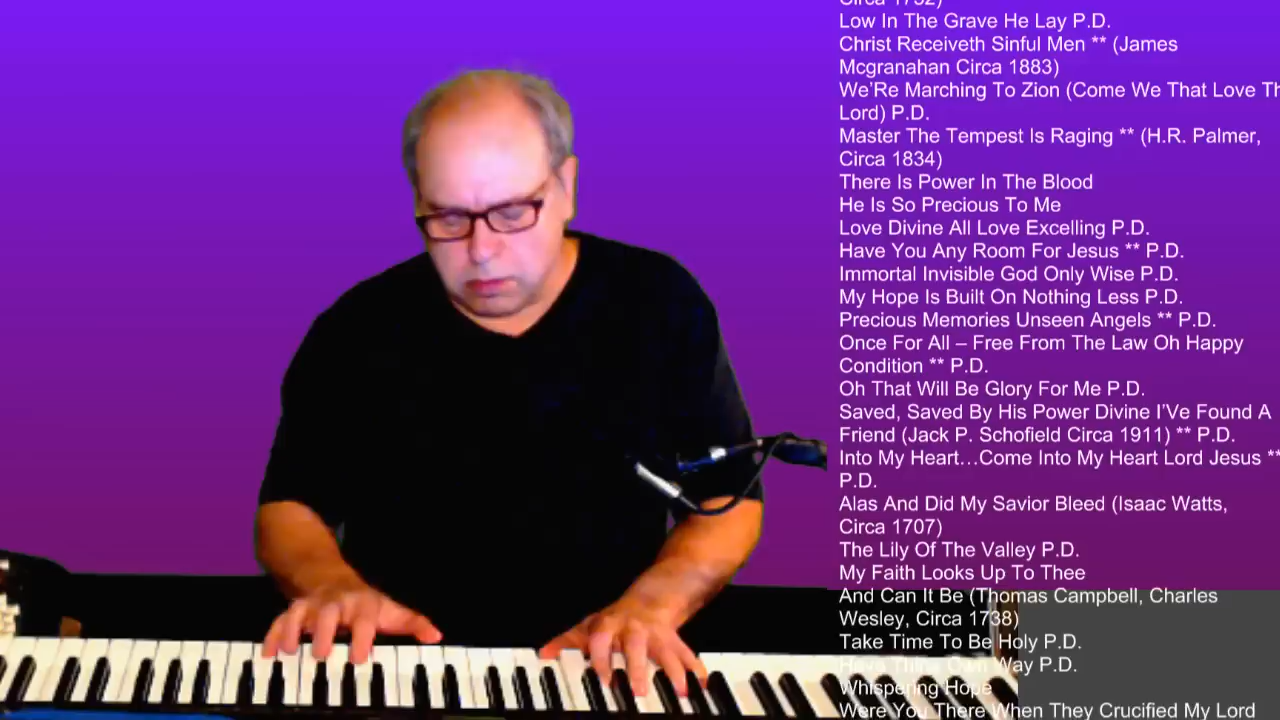 Circa 1752)
Low In The Grave He Lay P.D.
Christ Receiveth Sinful Men ** (James
Mcgranahan Circa 1883)
We'Re Marching To Zion (Come We That Love Th
Lord) P.D.
Master The Tempest Is Raging ** (H.R. Palmer,
Circa 1834)
There Is Power In The Blood
He Is So Precious To Me
Love Divine All Love Excelling P.D.
Have You Any Room For Jesus ** P.D.
Immortal Invisible God Only Wise P.D.
My Hope Is Built On Nothing Less P.D.
Precious Memories Unseen Angels ** P.D.
Once For All – Free From The Law Oh Happy
Condition ** P.D.
Oh That Will Be Glory For Me P.D.
Saved, Saved By His Power Divine I'Ve Found A
Friend (Jack P. Schofield Circa 1911) ** P.D.
Into My Heart…Come Into My Heart Lord Jesus **
P.D.
Alas And Did My Savior Bleed (Isaac Watts,
Circa 1707)
The Lily Of The Valley P.D.
My Faith Looks Up To Thee
And Can It Be (Thomas Campbell, Charles
Wesley, Circa 1738)
Take Time To Be Holy P.D.
Have Thine Own Way P.D.
Whispering Hope
Were You There When They Crucified My Lord